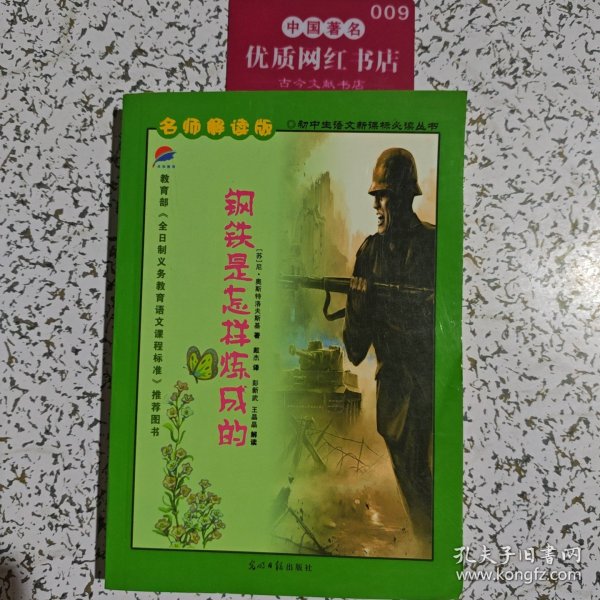 009
中国著名
优质网红书店
古今文献书店
名师解读版
◎初中生语文新课标必读丛书
教育部《全日制义务教育语文课程标准》推荐图书
钢铁是怎样炼成的
〔苏〕尼·奥斯特洛夫斯基 著 赵杰 译 彭新武 王晶晶 解读
光明日报出版社
孔夫子旧书网
www.kongfz.com